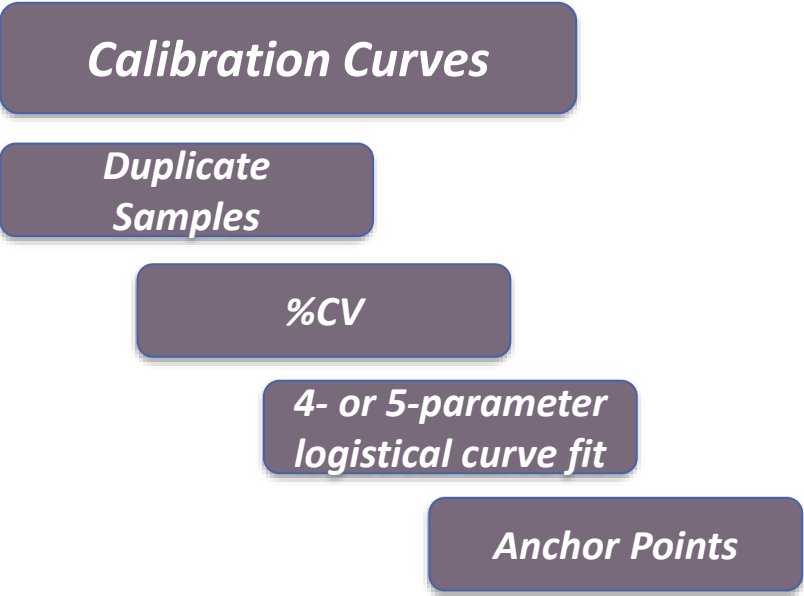 Calibration Curves
Duplicate
Samples
%CV
4- or 5-parameter
logistical curve fit
Anchor Points